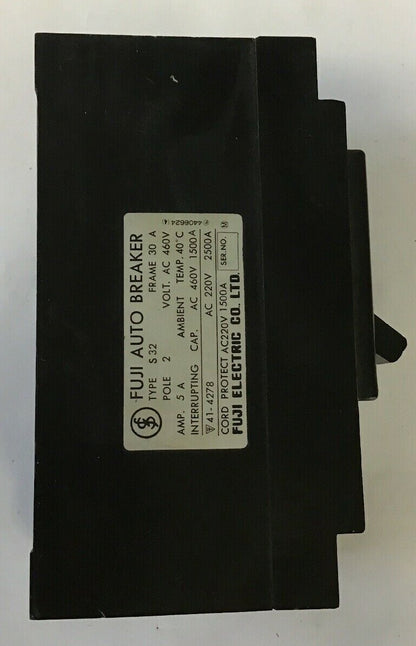 FUJI AUTO BREAKER
TYPE S 32 FRAME 30 A
POLE 2 VOLT. AC 460V
AMP. 5 A AMBIENT TEMP. 40°C
INTERRUPTING CAP. AC 460V 1500A
41-4278 AC 220V 2500A
CORD PROTECT AC220V 1500A
FUJI ELECTRIC CO. LTD.
SER.NO. M
4406624